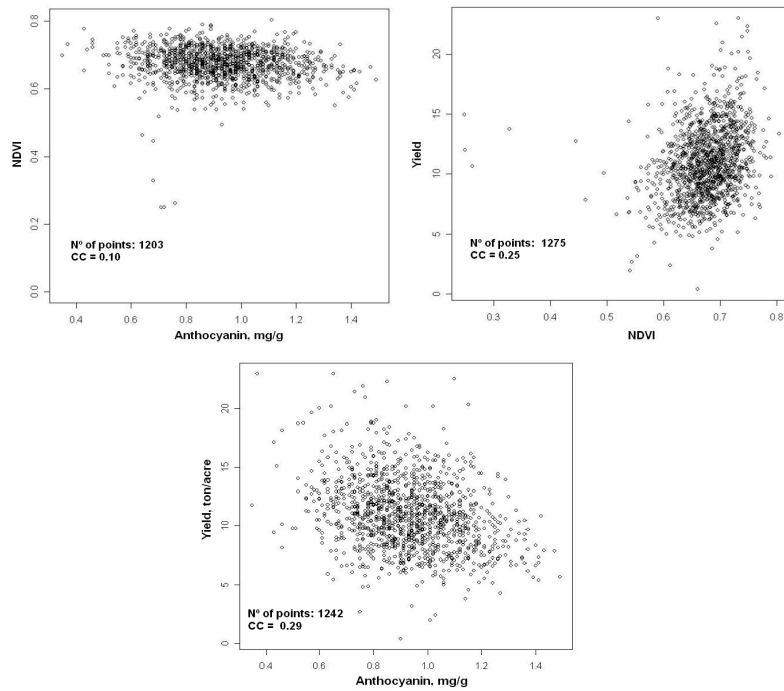 0.8
0.6
0.4
0.2
0.0
NDVI
Nº of points: 1203
CC = 0.10
0.4 0.6 0.8 1.0 1.2 1.4
Anthocyanin, mg/g
20
15
10
5
0
Yield
Nº of points: 1275
CC = 0.25
0.3 0.4 0.5 0.6 0.7 0.8
NDVI
20
15
10
5
0
Yield, ton/acre
Nº of points: 1242
CC = 0.29
0.4 0.6 0.8 1.0 1.2 1.4
Anthocyanin, mg/g